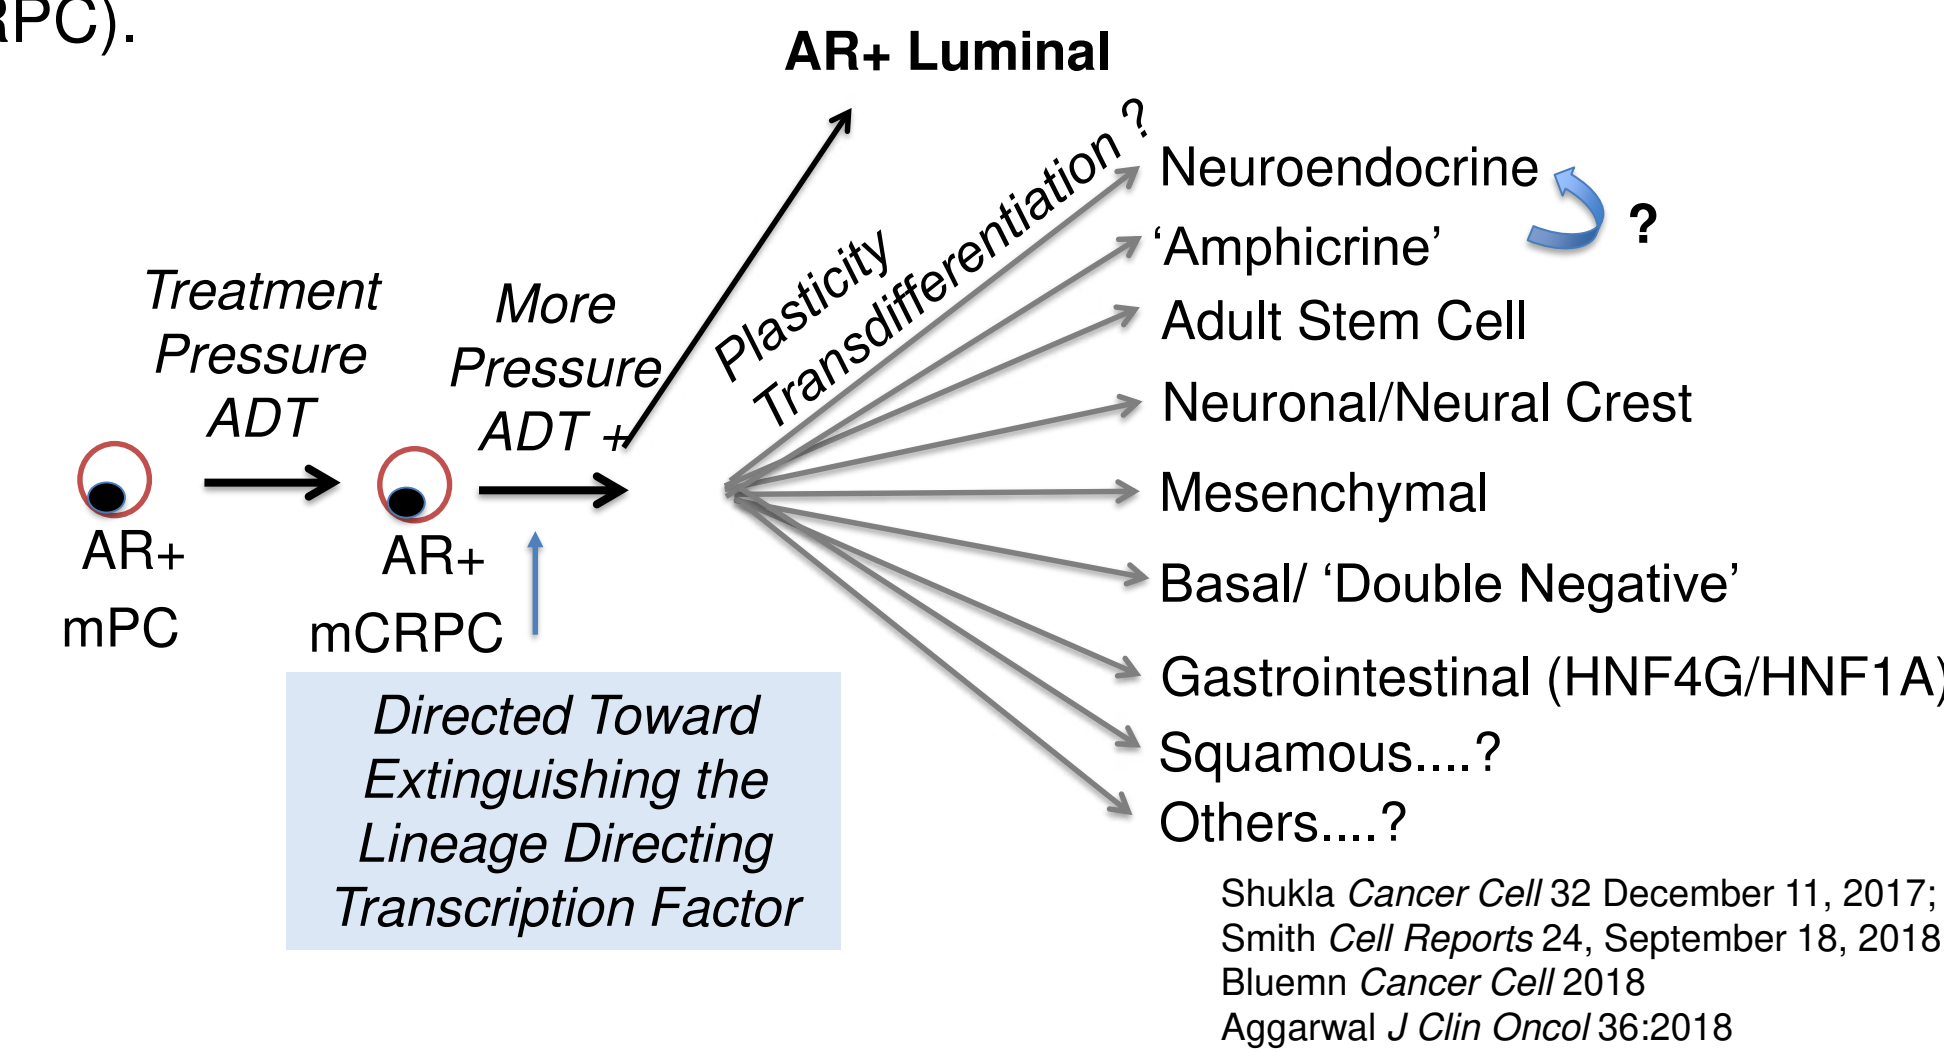 RPC).
AR+ Luminal
Plasticity
Transdifferentiation ?
Treatment
Pressure
ADT
More
Pressure
ADT +
AR+
mPC
AR+
mCRPC
Directed Toward
Extinguishing the
Lineage Directing
Transcription Factor
Neuroendocrine
?
‘Amphicrine’
Adult Stem Cell
Neuronal/Neural Crest
Mesenchymal
Basal/ ‘Double Negative’
Gastrointestinal (HNF4G/HNF1A)
Squamous....?
Others....?
Shukla Cancer Cell 32 December 11, 2017;
Smith Cell Reports 24, September 18, 2018
Bluemn Cancer Cell 2018
Aggarwal J Clin Oncol 36:2018